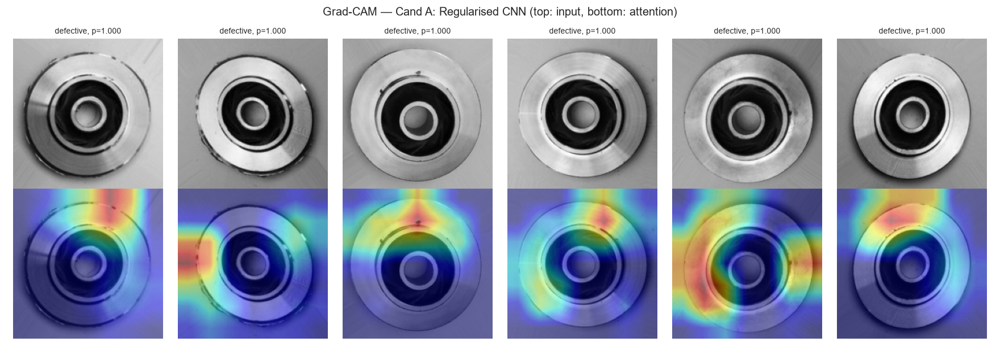 Grad-CAM — Cand A: Regularised CNN (top: input, bottom: attention)
defective, p=1.000
defective, p=1.000
defective, p=1.000
defective, p=1.000
defective, p=1.000
defective, p=1.000